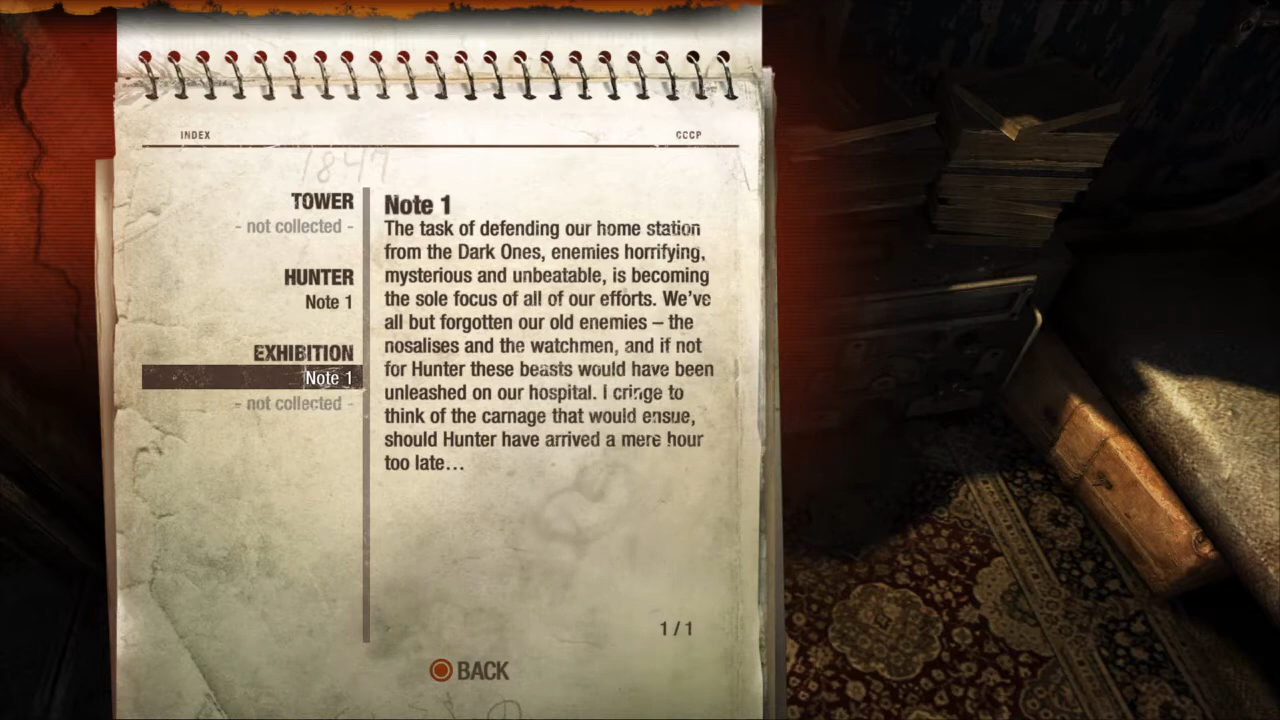 INDEX
CCCP
1847
TOWER
- not collected -
HUNTER
Note 1
EXHIBITION
Note 1
- not collected -
Note 1
The task of defending our home station
from the Dark Ones, enemies horrifying,
mysterious and unbeatable, is becoming
the sole focus of all of our efforts. We've
all but forgotten our old enemies – the
nosalises and the watchmen, and if not
for Hunter these beasts would have been
unleashed on our hospital. I cringe to
think of the carnage that would ensue,
should Hunter have arrived a mere hour
too late…
1 / 1
BACK